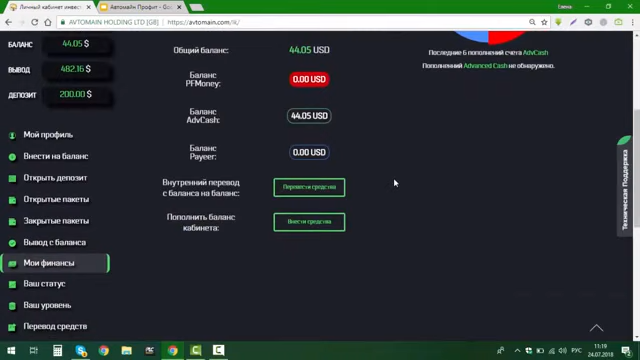 Личный кабинет инвест
Автомайн Профит - Goo
Елена
AVTOMAIN HOLDING LTD [GB]
https://avtomain.com/lk/
БАЛАНС 44.05 $
ВЫВОД 482.16 $
ДЕПОЗИТ 200.00 $
Мой профиль
Внести на баланс
Открыть депозит
Открытые пакеты
Закрытые пакеты
Вывод с баланса
Мои финансы
Ваш статус
Ваш уровень
Перевод средств
Общий баланс: 44.05 USD
Баланс
PFMoney:
0.00 USD
Баланс
AdvCash:
44.05 USD
Баланс
Payeer:
0.00 USD
Внутренний перевод
с баланса на баланс:
Перевести средства
Пополнить баланс
кабинета:
Внести средства
Последние 6 пополнений счета AdvCash
Пополнений Advanced Cash не обнаружено.
Техническая Поддержка
РУС
11:19
24.07.2018